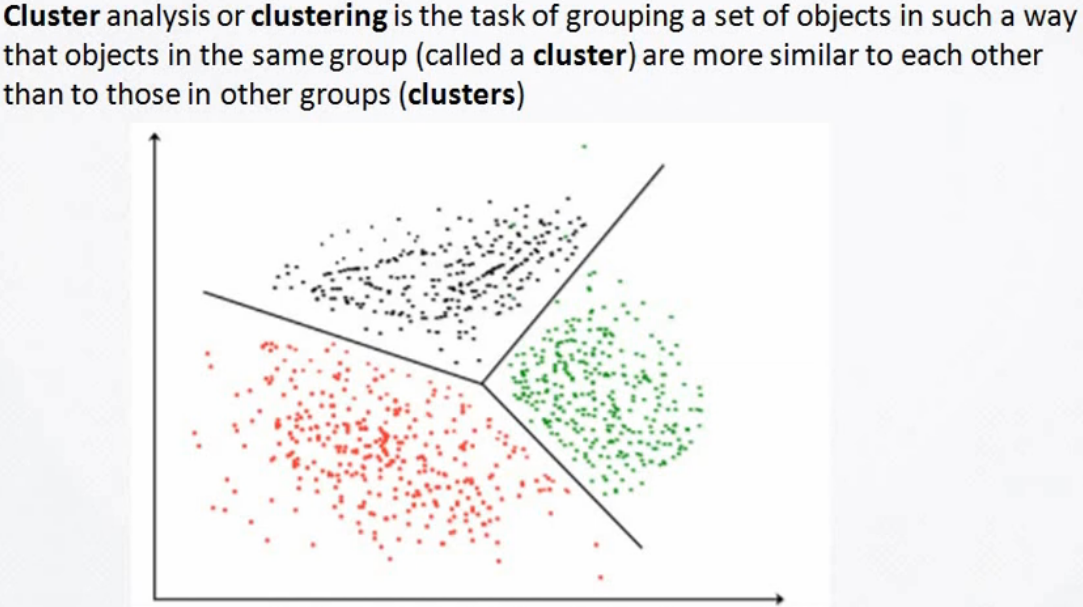 Cluster analysis or clustering is the task of grouping a set of objects in such a way
that objects in the same group (called a cluster) are more similar to each other
than to those in other groups (clusters)